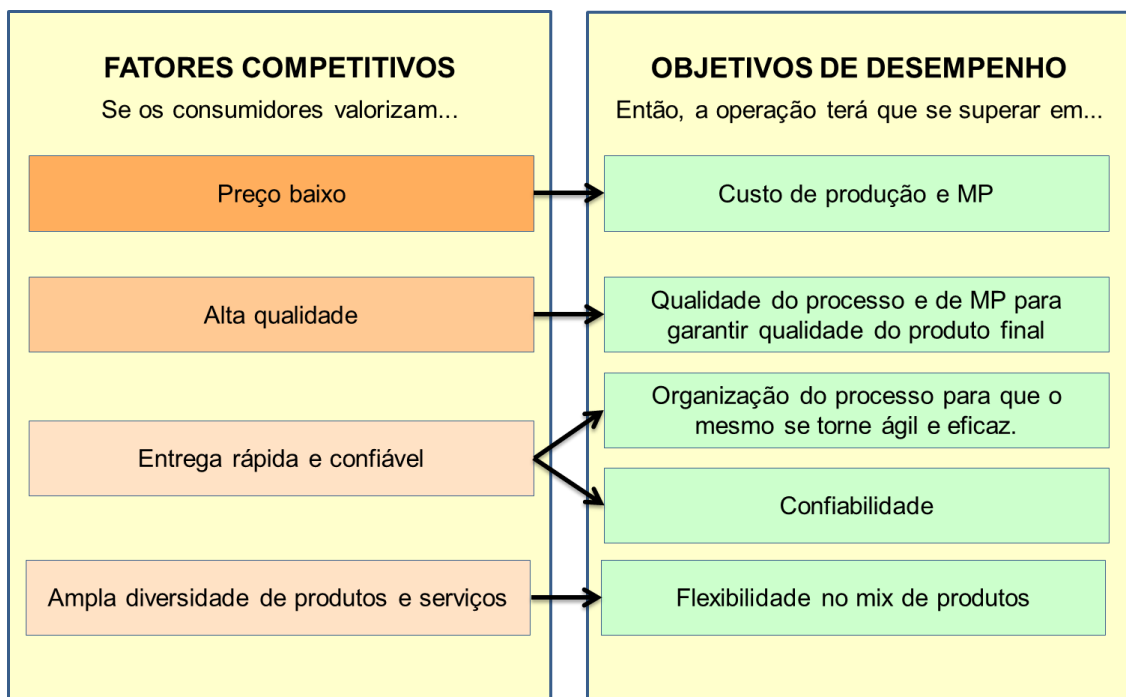 FATORES COMPETITIVOS
Se os consumidores valorizam...
Preço baixo
Alta qualidade
Entrega rápida e confiável
Ampla diversidade de produtos e serviços
OBJETIVOS DE DESEMPENHO
Então, a operação terá que se superar em...
Custo de produção e MP
Qualidade do processo e de MP para
garantir qualidade do produto final
Organização do processo para que o
mesmo se torne ágil e eficaz.
Confiabilidade
Flexibilidade no mix de produtos